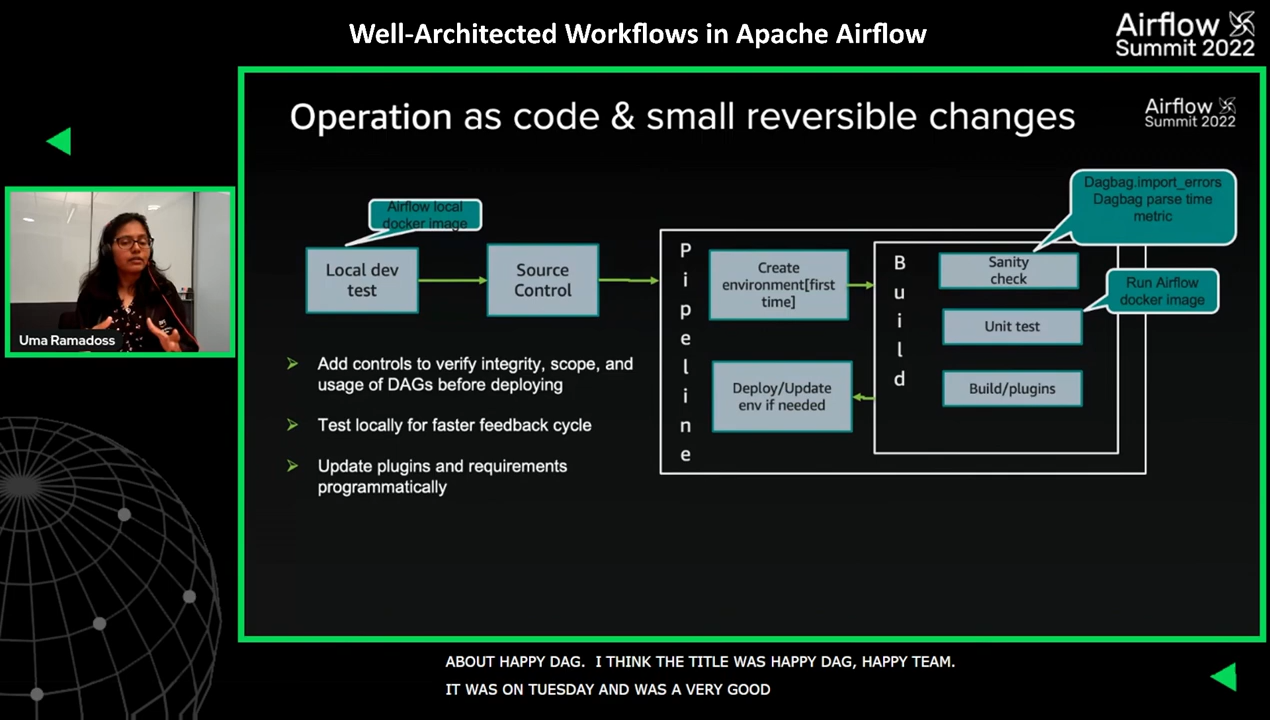 Well-Architected Workflows in Apache Airflow
Airflow
Summit 2022
Operation as code & small reversible changes
Airflow
Summit 2022
Uma Ramadoss
Airflow local
docker image
Local dev
test
Source
Control
Pipeline
Create
environment[first
time]
Deploy/Update
env if needed
Build
Dagbag.import_errors
Dagbag parse time
metric
Sanity
check
Run Airflow
docker image
Unit test
Build/plugins
Add controls to verify integrity, scope, and
usage of DAGs before deploying
Test locally for faster feedback cycle
Update plugins and requirements
programmatically
ABOUT HAPPY DAG.  I THINK THE TITLE WAS HAPPY DAG, HAPPY TEAM.
IT WAS ON TUESDAY AND WAS A VERY GOOD